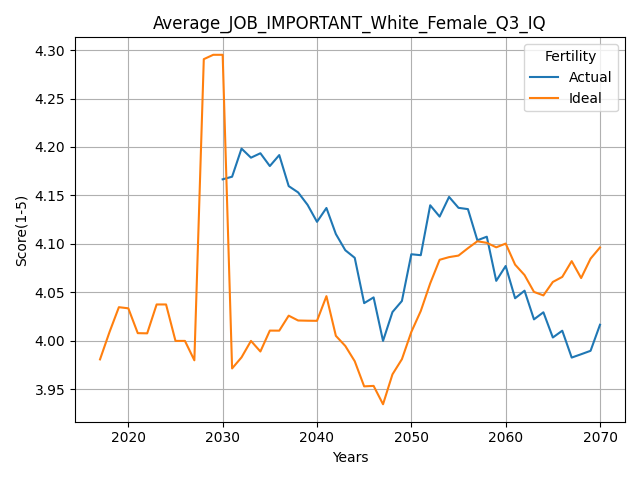 Average_JOB_IMPORTANT_White_Female_Q3_IQ
Fertility
Actual
Ideal
Score(1-5)
4.30
4.25
4.20
4.15
4.10
4.05
4.00
3.95
2020 2030 2040 2050 2060 2070
Years